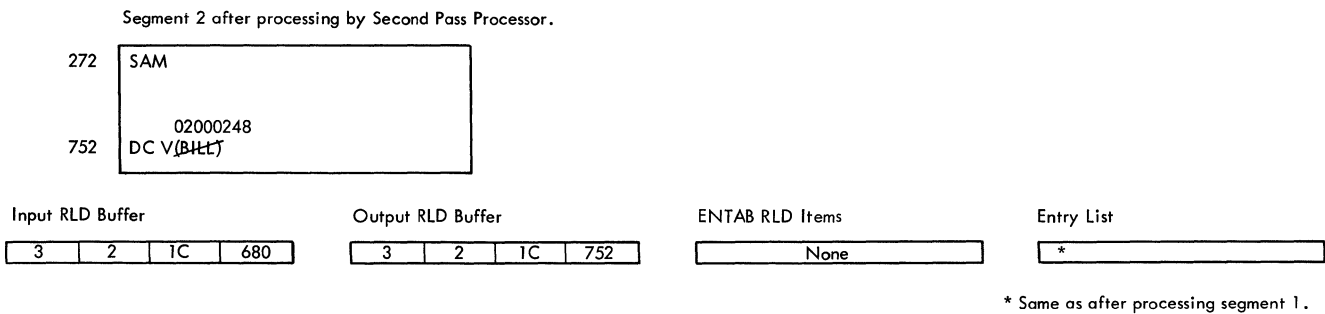 Segment 2 after processing by Second Pass Processor.
272 SAM
02000248
752 DC V(BILL)
Input RLD Buffer Output RLD Buffer ENTAB RLD Items Entry List
3 2 1C 680 3 2 1C 752 None *
* Same as after processing segment 1.